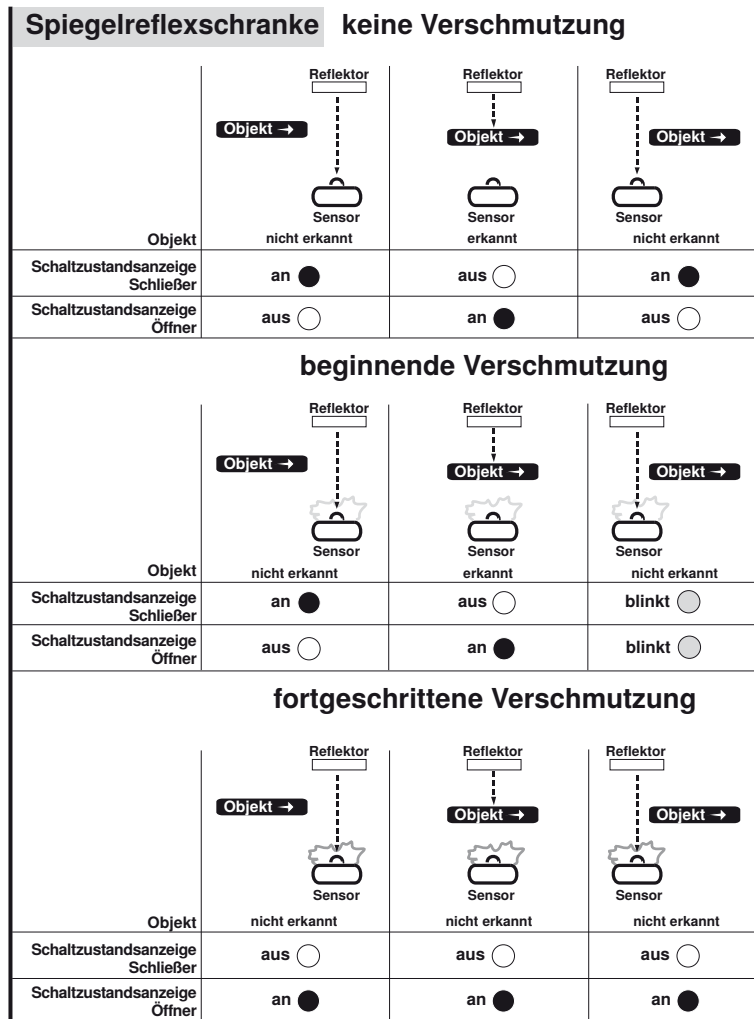 Spiegelreflexschranke keine Verschmutzung
Reflektor Reflektor Reflektor
Objekt → Objekt → Objekt →
Sensor Sensor Sensor
Objekt nicht erkannt erkannt nicht erkannt
Schaltzustandsanzeige
Schließer an aus an
Schaltzustandsanzeige
Öffner aus an aus
beginnende Verschmutzung
Reflektor Reflektor Reflektor
Objekt → Objekt → Objekt →
Sensor Sensor Sensor
Objekt nicht erkannt erkannt nicht erkannt
Schaltzustandsanzeige
Schließer an aus blinkt
Schaltzustandsanzeige
Öffner aus an blinkt
fortgeschrittene Verschmutzung
Reflektor Reflektor Reflektor
Objekt → Objekt → Objekt →
Sensor Sensor Sensor
Objekt nicht erkannt nicht erkannt nicht erkannt
Schaltzustandsanzeige
Schließer aus aus aus
Schaltzustandsanzeige
Öffner an an an